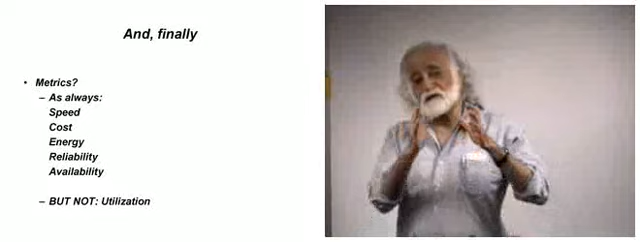 And, finally
• Metrics?
– As always:
Speed
Cost
Energy
Reliability
Availability
– BUT NOT: Utilization